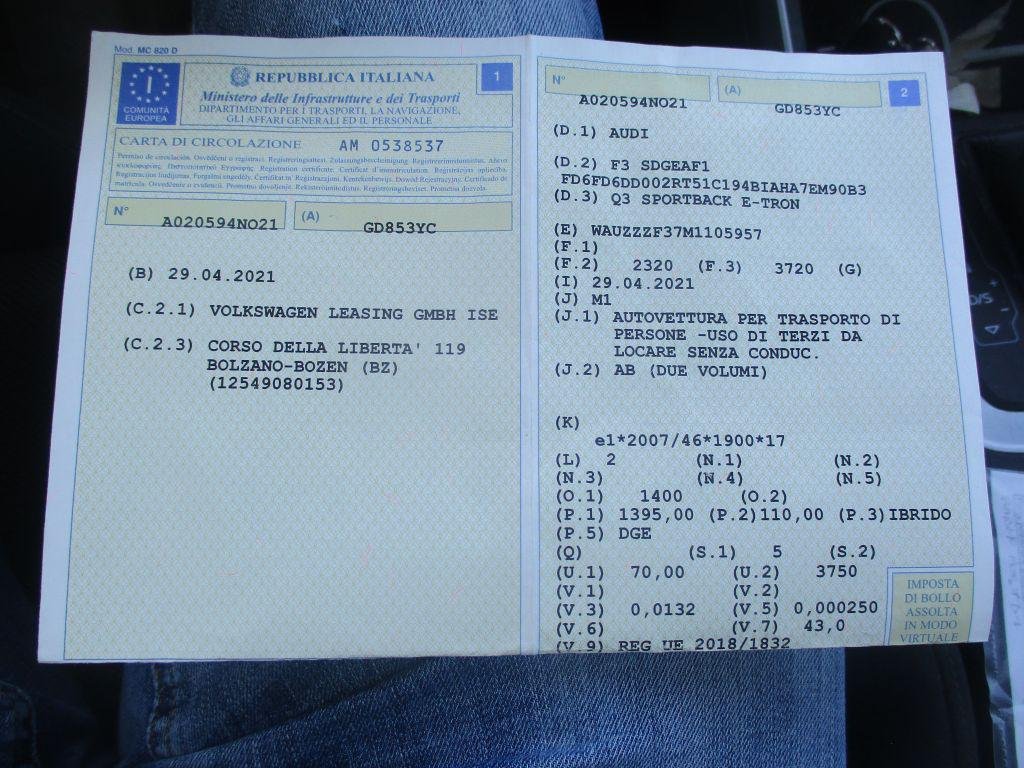 Mod. MC 820 D
COMUNITÀ
EUROPEA
REPUBBLICA ITALIANA
1
Ministero delle Infrastrutture e dei Trasporti
DIPARTIMENTO PER I TRASPORTI, LA NAVIGAZIONE,
GLI AFFARI GENERALI ED IL PERSONALE
CARTA DI CIRCOLAZIONE AM 0538537
N° A020594NO21 (A) GD853YC
(B) 29.04.2021
(C.2.1) VOLKSWAGEN LEASING GMBH ISE
(C.2.3) CORSO DELLA LIBERTA' 119
BOLZANO-BOZEN (BZ)
(12549080153)
N° A020594NO21 (A) GD853YC
2
(D.1) AUDI
(D.2) F3 SDGEAF1
FD6FD6DD002RT51C194BIAHA7EM90B3
(D.3) Q3 SPORTBACK E-TRON
(E) WAUZZZF37M1105957
(F.1)
(F.2) 2320 (F.3) 3720 (G)
(I) 29.04.2021
(J) M1
(J.1) AUTOVETTURA PER TRASPORTO DI
PERSONE -USO DI TERZI DA
LOCARE SENZA CONDUC.
(J.2) AB (DUE VOLUMI)
(K)
e1*2007/46*1900*17
(L) 2 (N.1) (N.2)
(N.3) (N.4) (N.5)
(O.1) 1400 (O.2)
(P.1) 1395,00 (P.2) 110,00 (P.3) IBRIDO
(P.5) DGE
(Q) (S.1) 5 (S.2)
(U.1) 70,00 (U.2) 3750
(V.1) (V.2)
(V.3) 0,0132 (V.5) 0,000250
(V.6) (V.7) 43,0
(V.9) REG UE 2018/1832
IMPOSTA
DI BOLLO
ASSOLTA
IN MODO
VIRTUALE